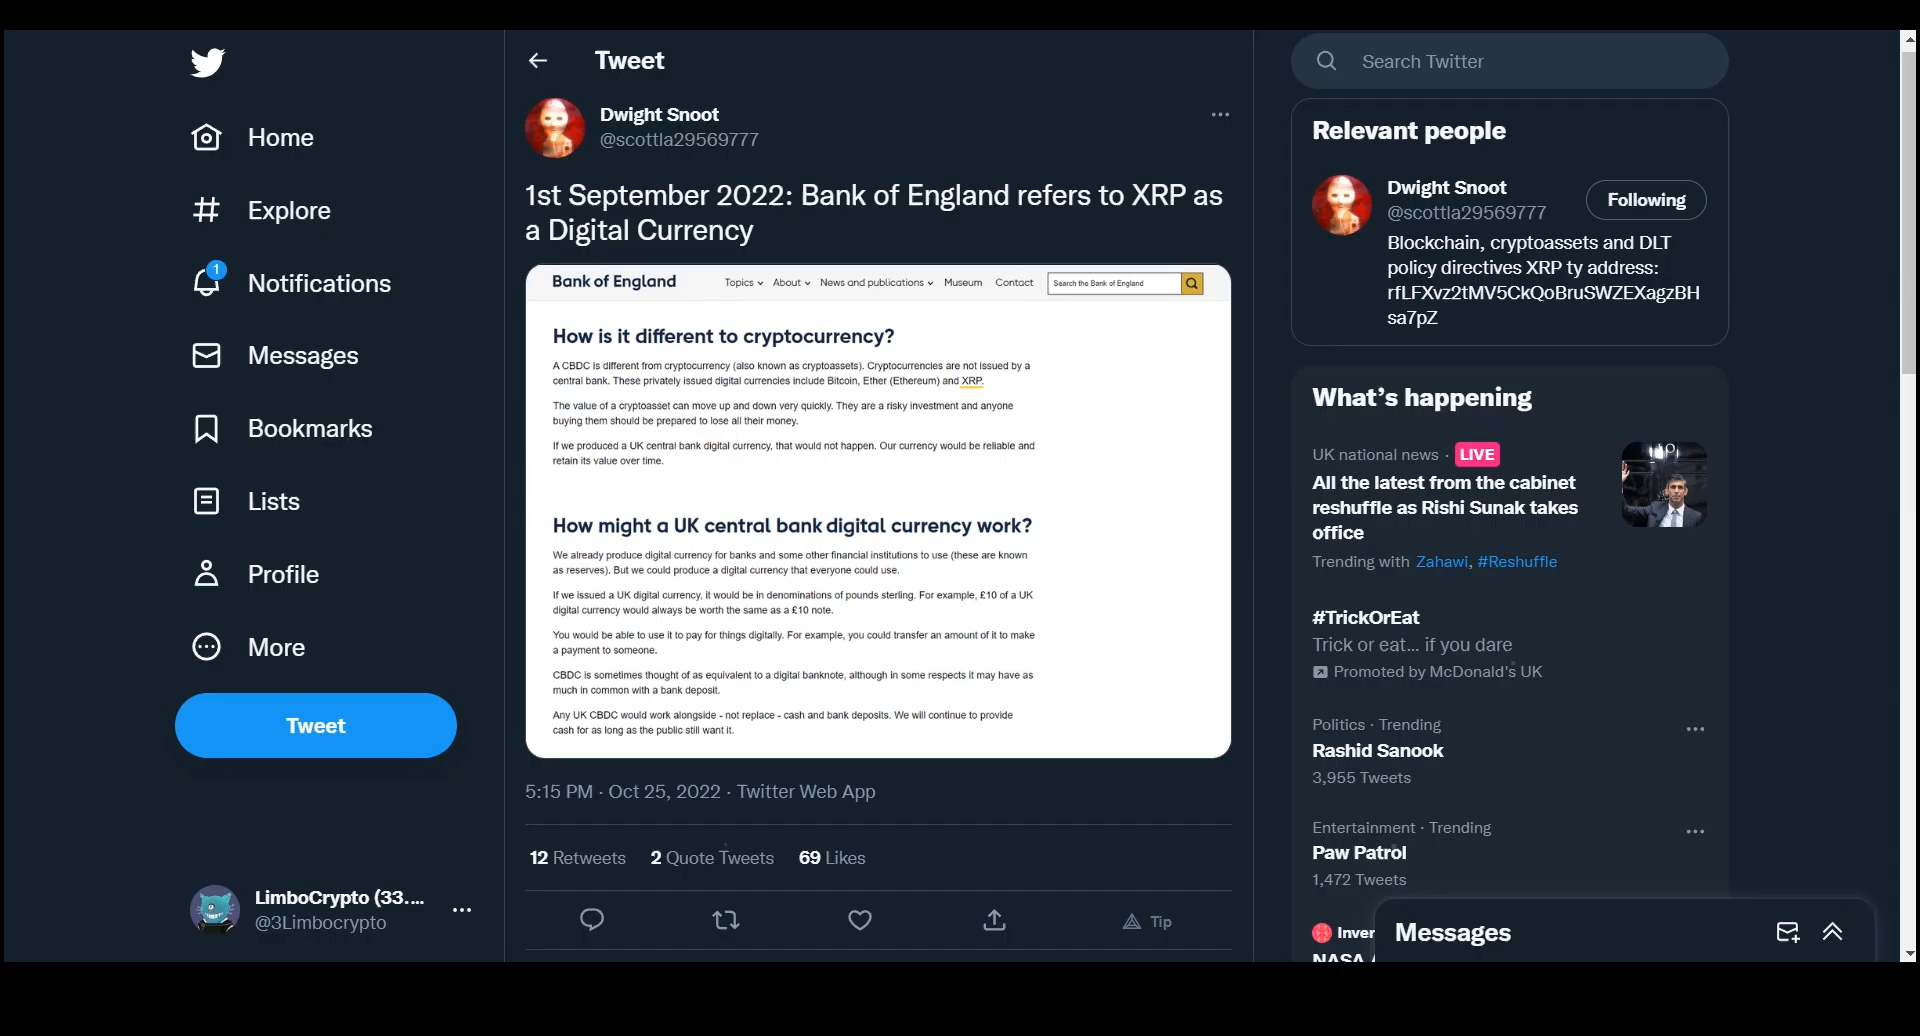 Home
Explore
1
Notifications
Messages
Bookmarks
Lists
Profile
More
Tweet
LimboCrypto (33....
@3Limbocrypto
Tweet
Dwight Snoot
@scottla29569777
1st September 2022: Bank of England refers to XRP as
a Digital Currency
Bank of England
Topics About News and publications Museum Contact Search the Bank of England
How is it different to cryptocurrency?
A CBDC is different from cryptocurrency (also known as cryptoassets). Cryptocurrencies are not issued by a
central bank. These privately issued digital currencies include Bitcoin, Ether (Ethereum) and XRP.
The value of a cryptoasset can move up and down very quickly. They are a risky investment and anyone
buying them should be prepared to lose all their money.
If we produced a UK central bank digital currency, that would not happen. Our currency would be reliable and
retain its value over time.
How might a UK central bank digital currency work?
We already produce digital currency for banks and some other financial institutions to use (these are known
as reserves). But we could produce a digital currency that everyone could use.
If we issued a UK digital currency, it would be in denominations of pounds sterling. For example, £10 of a UK
digital currency would always be worth the same as a £10 note.
You would be able to use it to pay for things digitally. For example, you could transfer an amount of it to make
a payment to someone.
CBDC is sometimes thought of as equivalent to a digital banknote, although in some respects it may have as
much in common with a bank deposit.
Any UK CBDC would work alongside - not replace - cash and bank deposits. We will continue to provide
cash for as long as the public still want it.
5:15 PM · Oct 25, 2022 · Twitter Web App
12 Retweets 2 Quote Tweets 69 Likes
Tip
Search Twitter
Relevant people
Dwight Snoot
@scottla29569777
Following
Blockchain, cryptoassets and DLT
policy directives XRP ty address:
rfLFXvz2tMV5CkQoBruSWZEXagzBH
sa7pZ
What's happening
UK national news · LIVE
All the latest from the cabinet
reshuffle as Rishi Sunak takes
office
Trending with Zahawi, #Reshuffle
#TrickOrEat
Trick or eat... if you dare
Promoted by McDonald's UK
Politics · Trending
Rashid Sanook
3,955 Tweets
Entertainment · Trending
Paw Patrol
1,472 Tweets
Inver
NASA
Messages